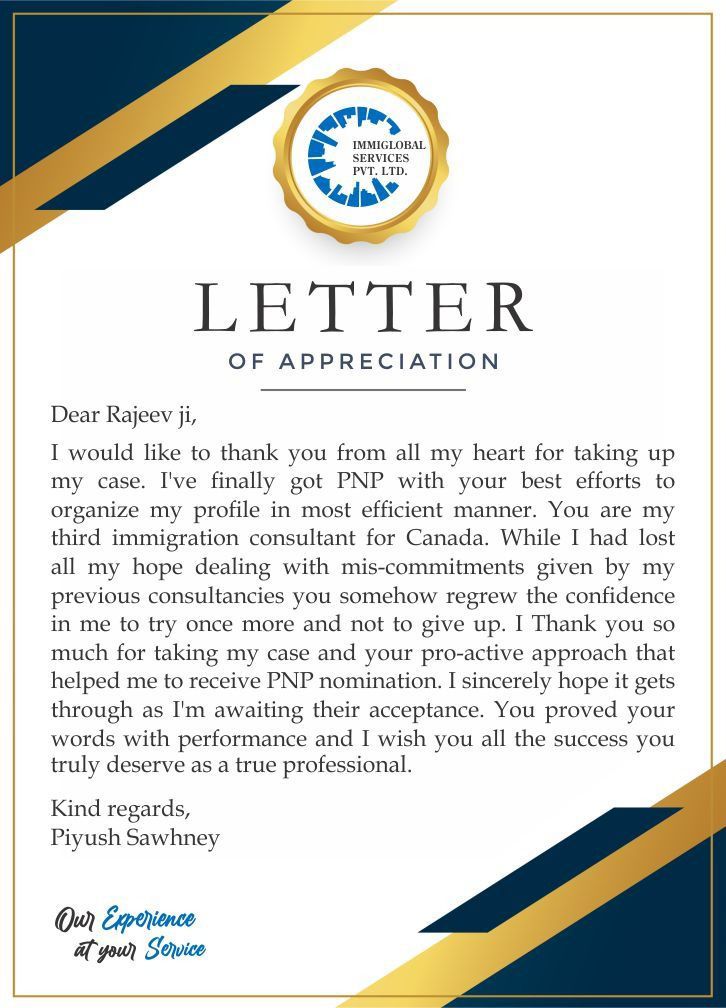 IMMIGLOBAL
SERVICES
PVT. LTD.
LETTER
OF APPRECIATION
Dear Rajeev ji,
I would like to thank you from all my heart for taking up
my case. I've finally got PNP with your best efforts to
organize my profile in most efficient manner. You are my
third immigration consultant for Canada. While I had lost
all my hope dealing with mis-commitments given by my
previous consultancies you somehow regrew the confidence
in me to try once more and not to give up. I Thank you so
much for taking my case and your pro-active approach that
helped me to receive PNP nomination. I sincerely hope it gets
through as I'm awaiting their acceptance. You proved your
words with performance and I wish you all the success you
truly deserve as a true professional.
Kind regards,
Piyush Sawhney
Our Experience
at your Service